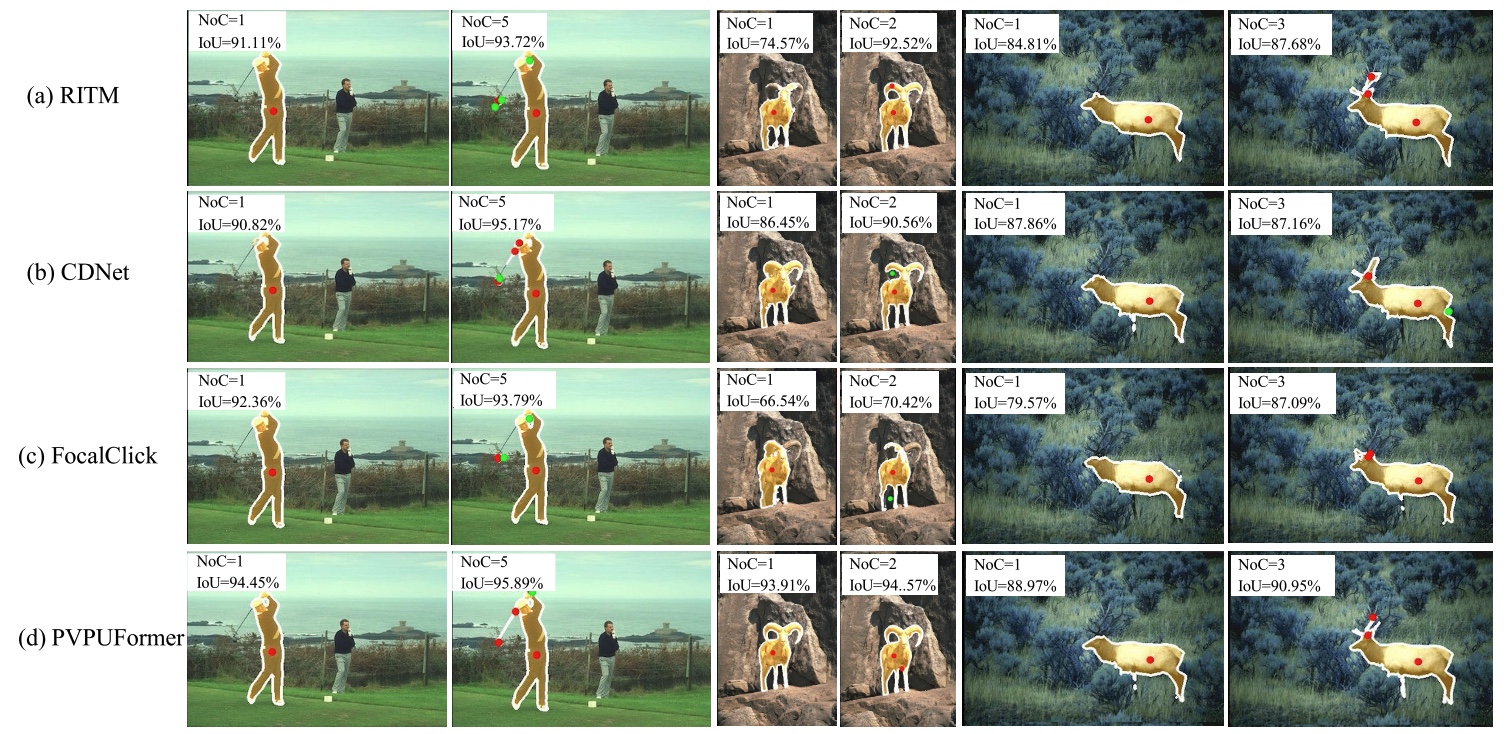 (a) RITM
NoC=1
IoU=91.11%
NoC=5
IoU=93.72%
NoC=1
IoU=74.57%
NoC=2
IoU=92.52%
NoC=1
IoU=84.81%
NoC=3
IoU=87.68%
(b) CDNet
NoC=1
IoU=90.82%
NoC=5
IoU=95.17%
NoC=1
IoU=86.45%
NoC=2
IoU=90.56%
NoC=1
IoU=87.86%
NoC=3
IoU=87.16%
(c) FocalClick
NoC=1
IoU=92.36%
NoC=5
IoU=93.79%
NoC=1
IoU=66.54%
NoC=2
IoU=70.42%
NoC=1
IoU=79.57%
NoC=3
IoU=87.09%
(d) PVPUFormer
NoC=1
IoU=94.45%
NoC=5
IoU=95.89%
NoC=1
IoU=93.91%
NoC=2
IoU=94..57%
NoC=1
IoU=88.97%
NoC=3
IoU=90.95%